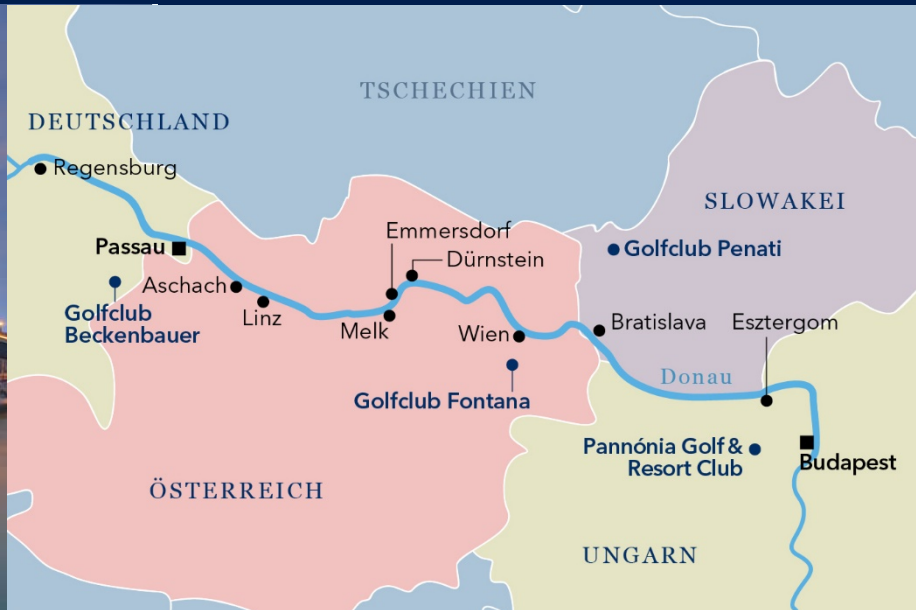 TSCHECHIEN
DEUTSCHLAND
Regensburg
SLOWAKEI
Emmersdorf
Passau
Golfclub Penati
Dürnstein
Aschach
Golfclub
Beckenbauer
Linz
Melk
Wien
Bratislava
Esztergom
Donau
Golfclub Fontana
Pannónia Golf &
Resort Club
Budapest
ÖSTERREICH
UNGARN